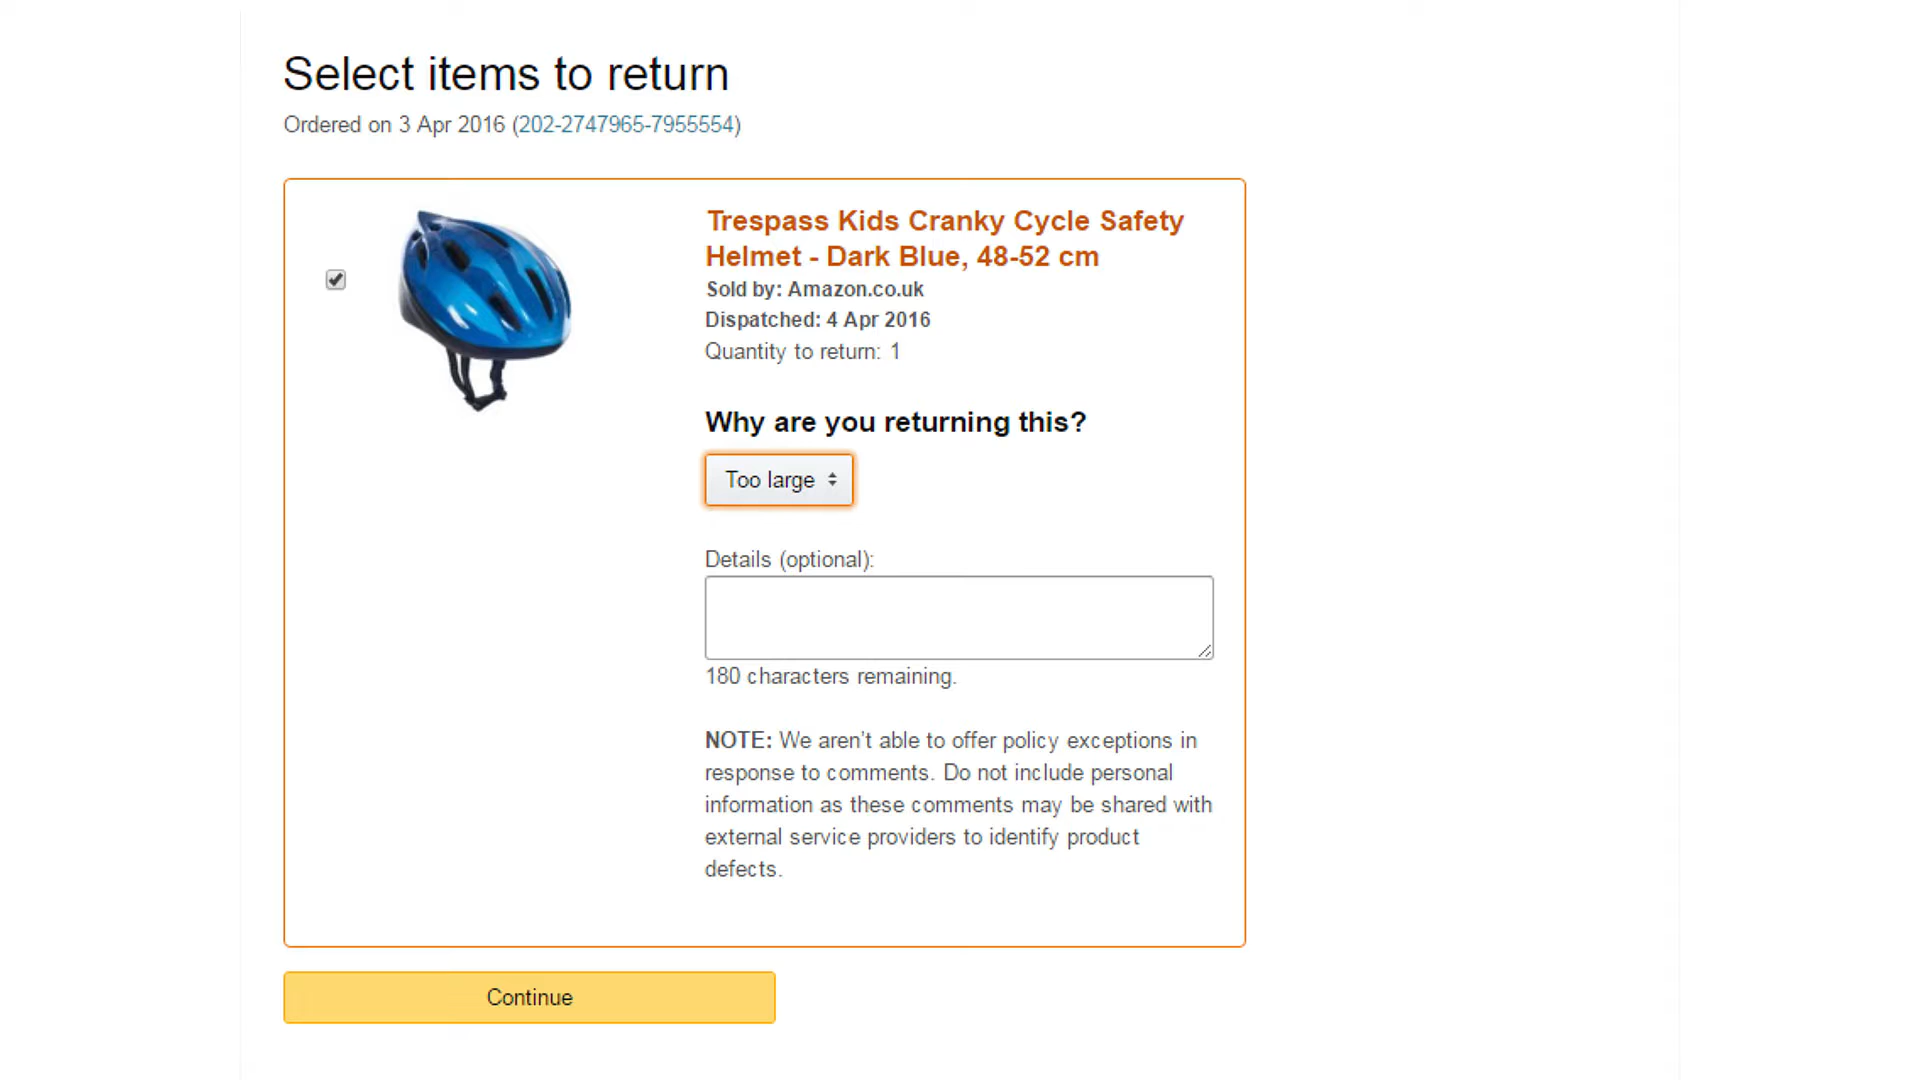 Select items to return
Ordered on 3 Apr 2016 (202-2747965-7955554)
Trespass Kids Cranky Cycle Safety
Helmet - Dark Blue, 48-52 cm
Sold by: Amazon.co.uk
Dispatched: 4 Apr 2016
Quantity to return: 1
Why are you returning this?
Too large
Details (optional):
180 characters remaining.
NOTE: We aren't able to offer policy exceptions in
response to comments. Do not include personal
information as these comments may be shared with
external service providers to identify product
defects.
Continue